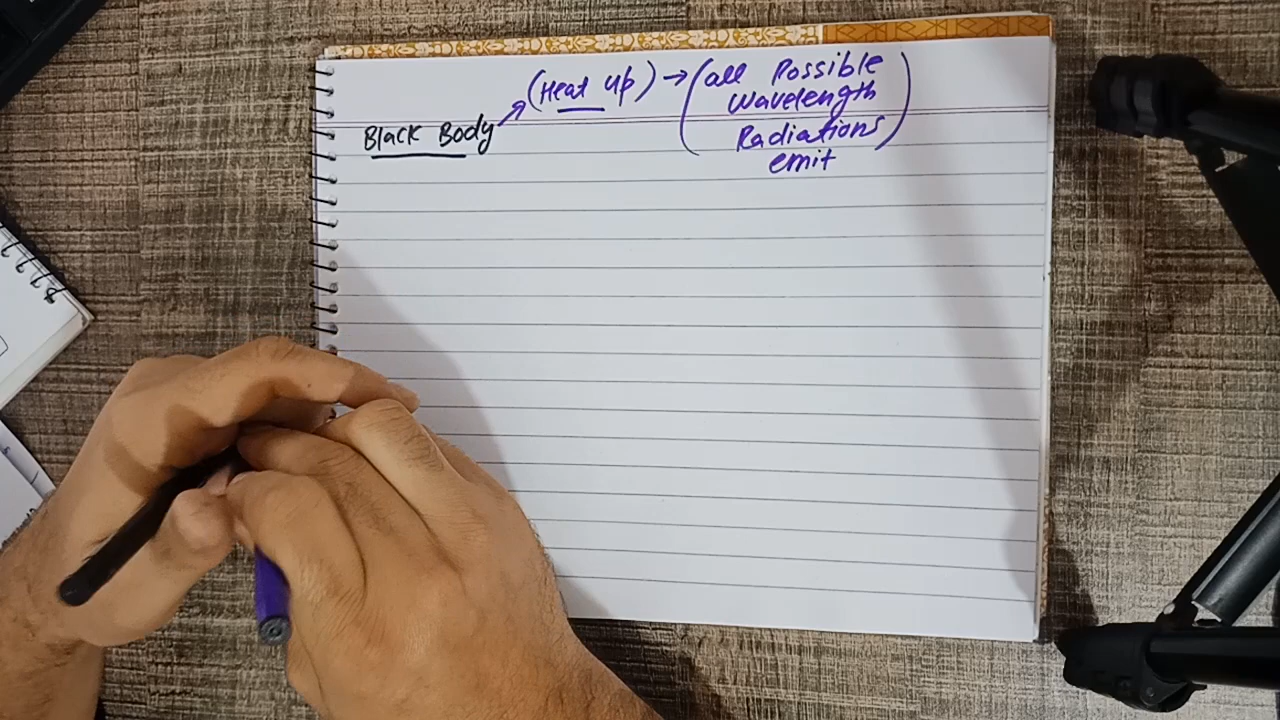 (Heat up) → (all Possible
Wavelength
Black Body
Radiations)
emit